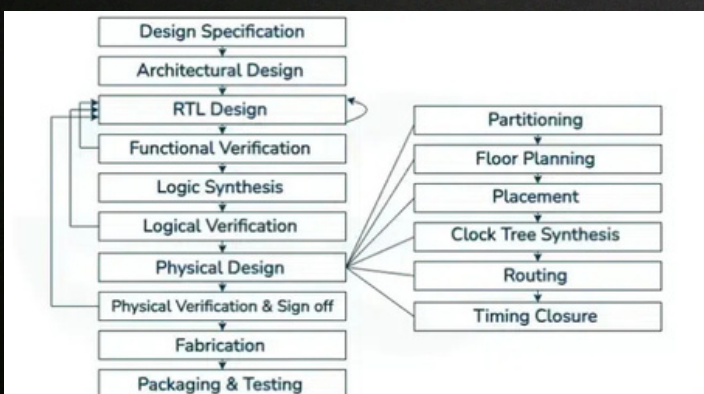 Design Specification
Architectural Design
RTL Design
Functional Verification
Logic Synthesis
Logical Verification
Physical Design
Physical Verification & Sign off
Fabrication
Packaging & Testing
Partitioning
Floor Planning
Placement
Clock Tree Synthesis
Routing
Timing Closure